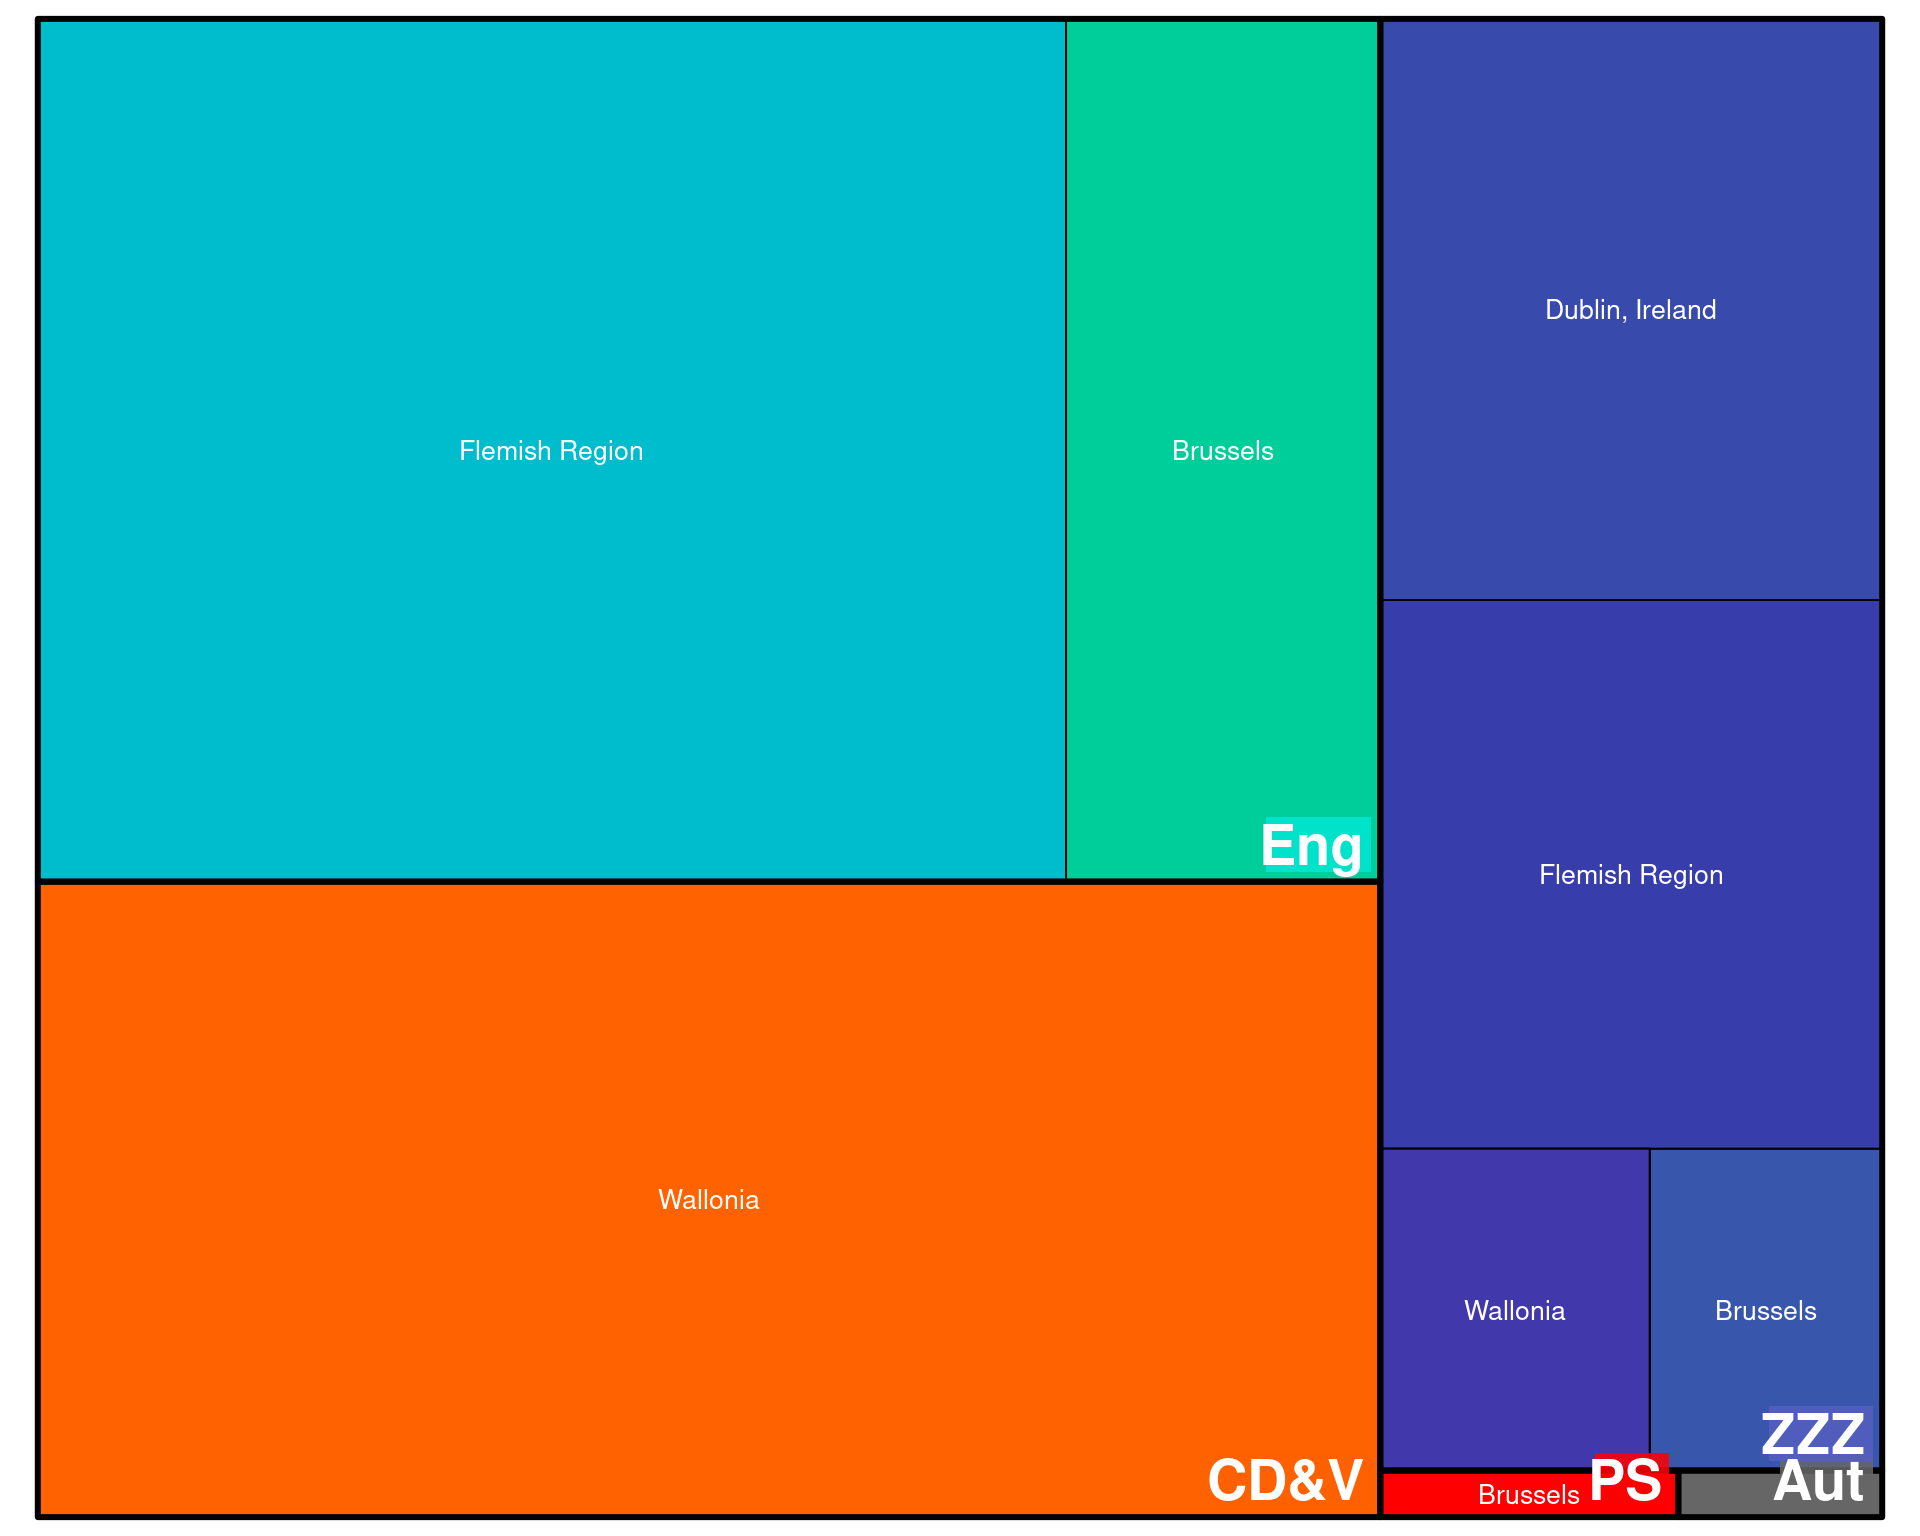 Flemish Region
Brussels
Eng
Wallonia
CD&V
Dublin, Ireland
Flemish Region
Wallonia
Brussels
ZZZ
Brussels
PS
Aut